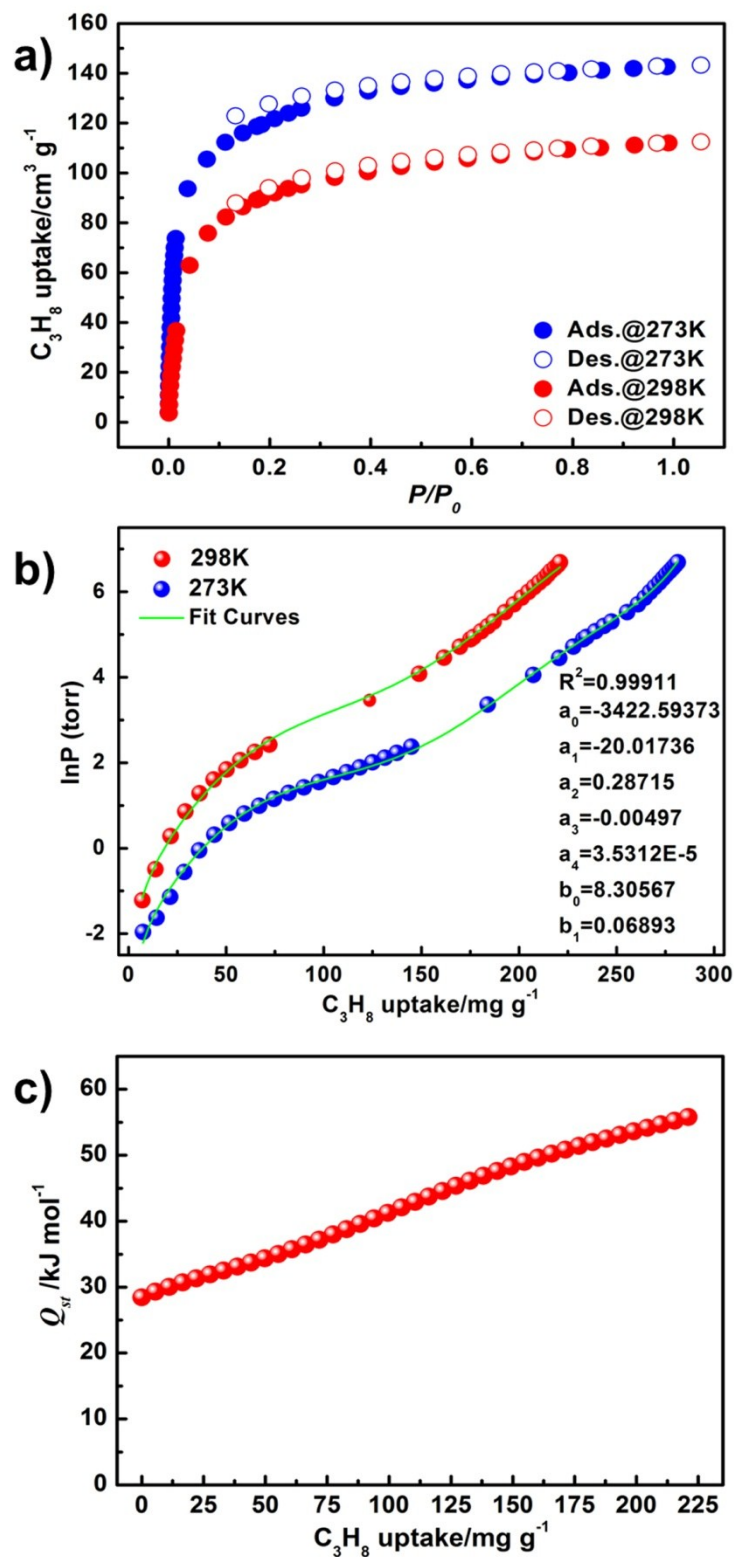 a)
C₃H₈ uptake/cm³ g⁻¹
160
140
120
100
80
60
40
20
0
Ads.@273K
Des.@273K
Ads.@298K
Des.@298K
0.0 0.2 0.4 0.6 0.8 1.0
P/P₀
b)
lnP (torr)
6
4
2
0
-2
298K
273K
Fit Curves
R²=0.99911
a₀=-3422.59373
a₁=-20.01736
a₂=0.28715
a₃=-0.00497
a₄=3.5312E-5
b₀=8.30567
b₁=0.06893
0 50 100 150 200 250 300
C₃H₈ uptake/mg g⁻¹
c)
Qst /kJ mol⁻¹
60
50
40
30
20
10
0
0 25 50 75 100 125 150 175 200 225
C₃H₈ uptake/mg g⁻¹